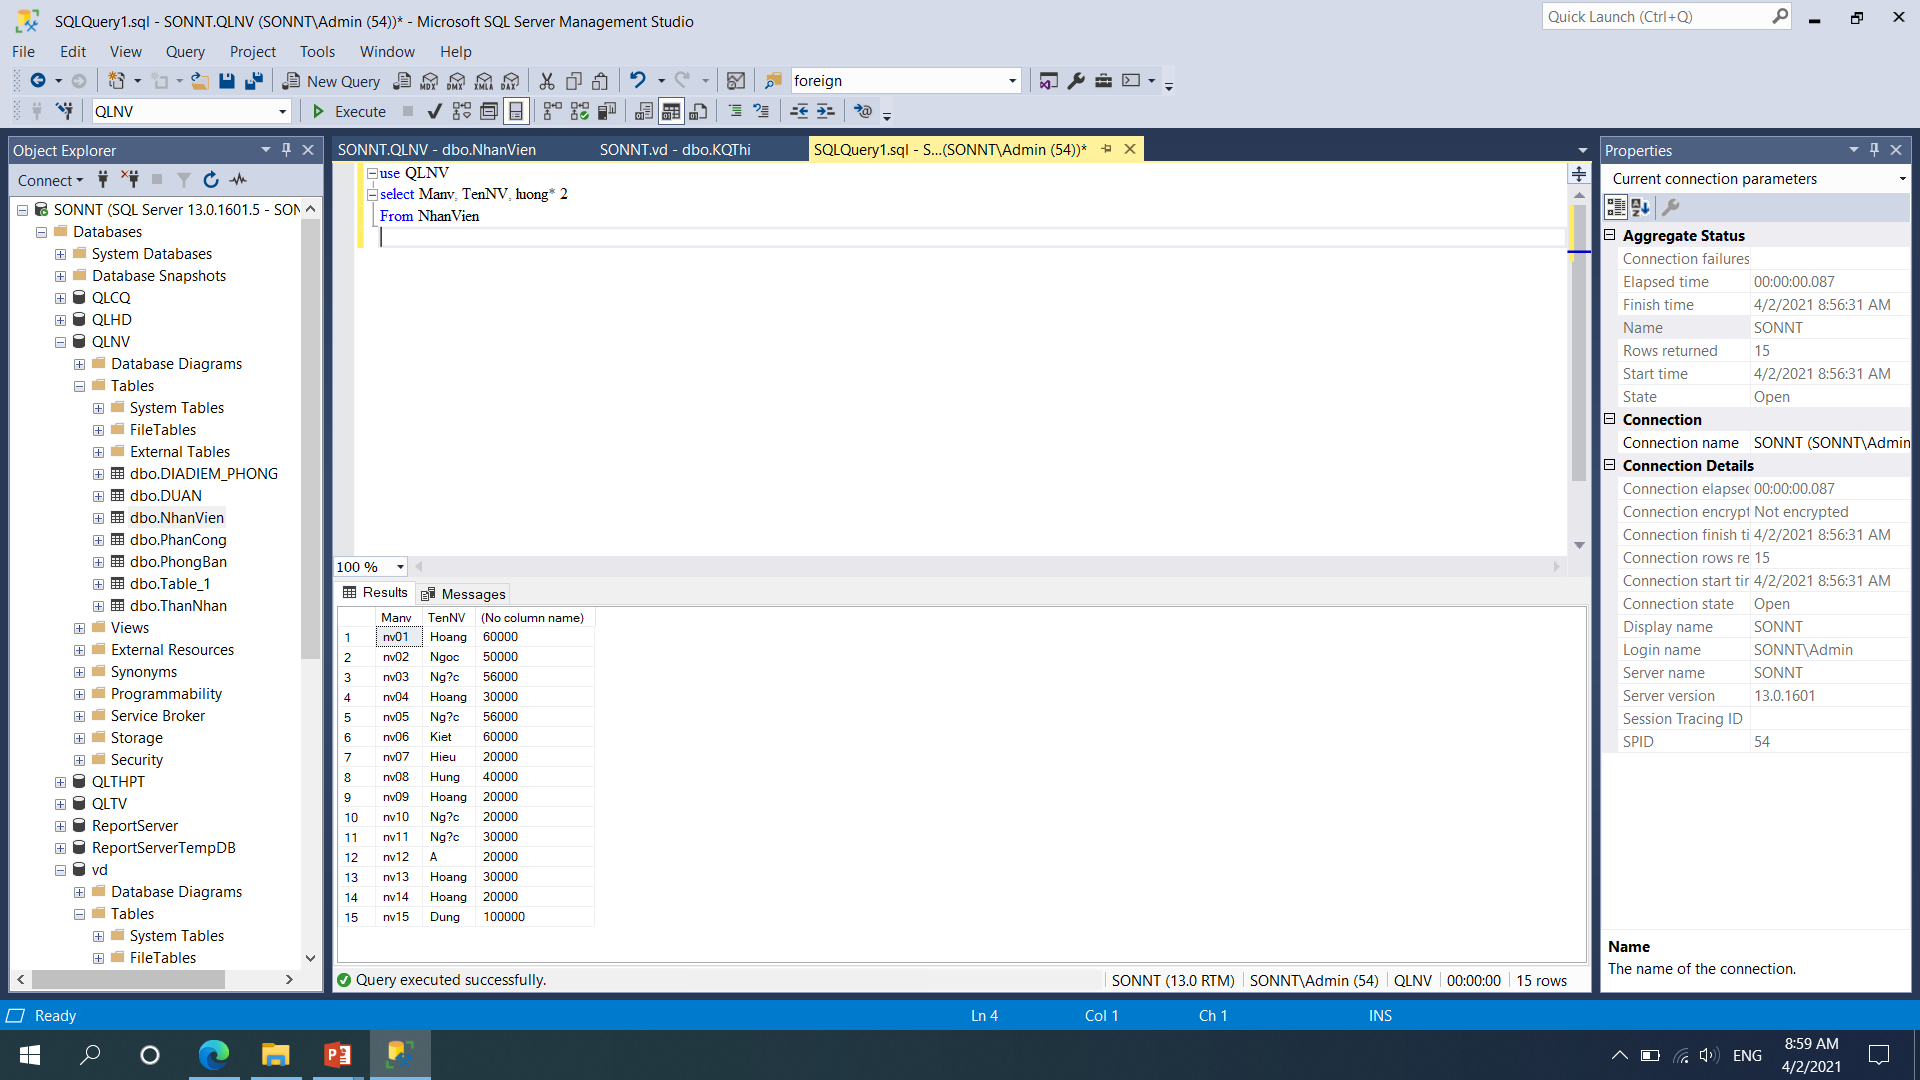 SQLQuery1.sql - SONNT.QLNV (SONNT\Admin (54))* - Microsoft SQL Server Management Studio
Quick Launch (Ctrl+Q)
File Edit View Query Project Tools Window Help
New Query MDX DMX XMLA DAX foreign
QLNV Execute
Object Explorer
Connect
SONNT (SQL Server 13.0.1601.5 - SON
Databases
System Databases
Database Snapshots
QLCQ
QLHD
QLNV
Database Diagrams
Tables
System Tables
FileTables
External Tables
dbo.DIADIEM_PHONG
dbo.DUAN
dbo.NhanVien
dbo.PhanCong
dbo.PhongBan
dbo.Table_1
dbo.ThanNhan
Views
External Resources
Synonyms
Programmability
Service Broker
Storage
Security
QLTHPT
QLTV
ReportServer
ReportServerTempDB
vd
Database Diagrams
Tables
System Tables
FileTables
SONNT.QLNV - dbo.NhanVien SONNT.vd - dbo.KQThi SQLQuery1.sql - S...(SONNT\Admin (54))*
use QLNV
select Manv, TenNV, luong* 2
From NhanVien
100 %
Results Messages
Manv TenNV (No column name)
1 nv01 Hoang 60000
2 nv02 Ngoc 50000
3 nv03 Ng?c 56000
4 nv04 Hoang 30000
5 nv05 Ng?c 56000
6 nv06 Kiet 60000
7 nv07 Hieu 20000
8 nv08 Hung 40000
9 nv09 Hoang 20000
10 nv10 Ng?c 20000
11 nv11 Ng?c 30000
12 nv12 A 20000
13 nv13 Hoang 30000
14 nv14 Hoang 20000
15 nv15 Dung 100000
Query executed successfully. SONNT (13.0 RTM) SONNT\Admin (54) QLNV 00:00:00 15 rows
Properties
Current connection parameters
Aggregate Status
Connection failures
Elapsed time 00:00:00.087
Finish time 4/2/2021 8:56:31 AM
Name SONNT
Rows returned 15
Start time 4/2/2021 8:56:31 AM
State Open
Connection
Connection name SONNT (SONNT\Admin
Connection Details
Connection elapsec 00:00:00.087
Connection encrypt Not encrypted
Connection finish ti 4/2/2021 8:56:31 AM
Connection rows re 15
Connection start tir 4/2/2021 8:56:31 AM
Connection state Open
Display name SONNT
Login name SONNT\Admin
Server name SONNT
Server version 13.0.1601
Session Tracing ID
SPID 54
Name
The name of the connection.
Ready Ln 4 Col 1 Ch 1 INS
ENG
8:59 AM
4/2/2021